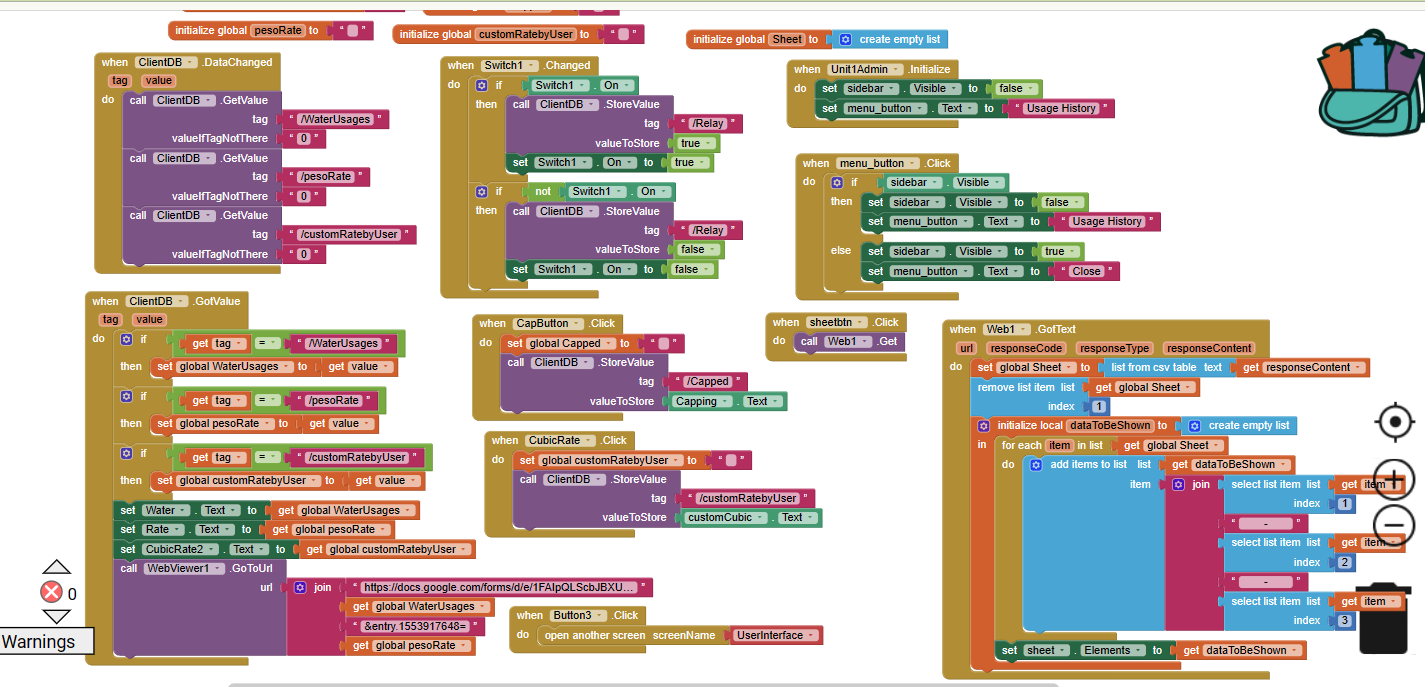 initialize global pesoRate to " "
initialize global customRatebyUser to " "
initialize global Sheet to create empty list
when ClientDB .DataChanged
tag value
do call ClientDB .GetValue
tag " /WaterUsages "
valueIfTagNotThere " 0 "
call ClientDB .GetValue
tag " /pesoRate "
valueIfTagNotThere " 0 "
call ClientDB .GetValue
tag " /customRatebyUser "
valueIfTagNotThere " 0 "
when Switch1 .Changed
do if Switch1 . On
then call ClientDB .StoreValue
tag " /Relay "
valueToStore true
set Switch1 . On to true
if not Switch1 . On
then call ClientDB .StoreValue
tag " /Relay "
valueToStore false
set Switch1 . On to false
when Unit1Admin .Initialize
do set sidebar . Visible to false
set menu_button . Text to " Usage History "
when menu_button .Click
do if sidebar . Visible
then set sidebar . Visible to false
set menu_button . Text to " Usage History "
else set sidebar . Visible to true
set menu_button . Text to " Close "
when ClientDB .GotValue
tag value
do if get tag = " /WaterUsages "
then set global WaterUsages to get value
if get tag = " /pesoRate "
then set global pesoRate to get value
if get tag = " /customRatebyUser "
then set global customRatebyUser to get value
set Water . Text to get global WaterUsages
set Rate . Text to get global pesoRate
set CubicRate2 . Text to get global customRatebyUser
call WebViewer1 .GoToUrl
url join " https://docs.google.com/forms/d/e/1FAIpQLScbJBXU... "
get global WaterUsages
" &entry.1553917648= "
get global pesoRate
when CapButton .Click
do set global Capped to " "
call ClientDB .StoreValue
tag " /Capped "
valueToStore Capping . Text
when CubicRate .Click
do set global customRatebyUser to " "
call ClientDB .StoreValue
tag " /customRatebyUser "
valueToStore customCubic . Text
when Button3 .Click
do open another screen screenName UserInterface
when sheetbtn .Click
do call Web1 .Get
when Web1 .GotText
url responseCode responseType responseContent
do set global Sheet to list from csv table text get responseContent
remove list item list get global Sheet
index 1
initialize local dataToBeShown to create empty list
in for each item in list get global Sheet
do add items to list list get dataToBeShown
item join select list item list get item
index 1
" - "
select list item list get item
index 2
" - "
select list item list get item
index 3
set sheet . Elements to get dataToBeShown
0
Warnings